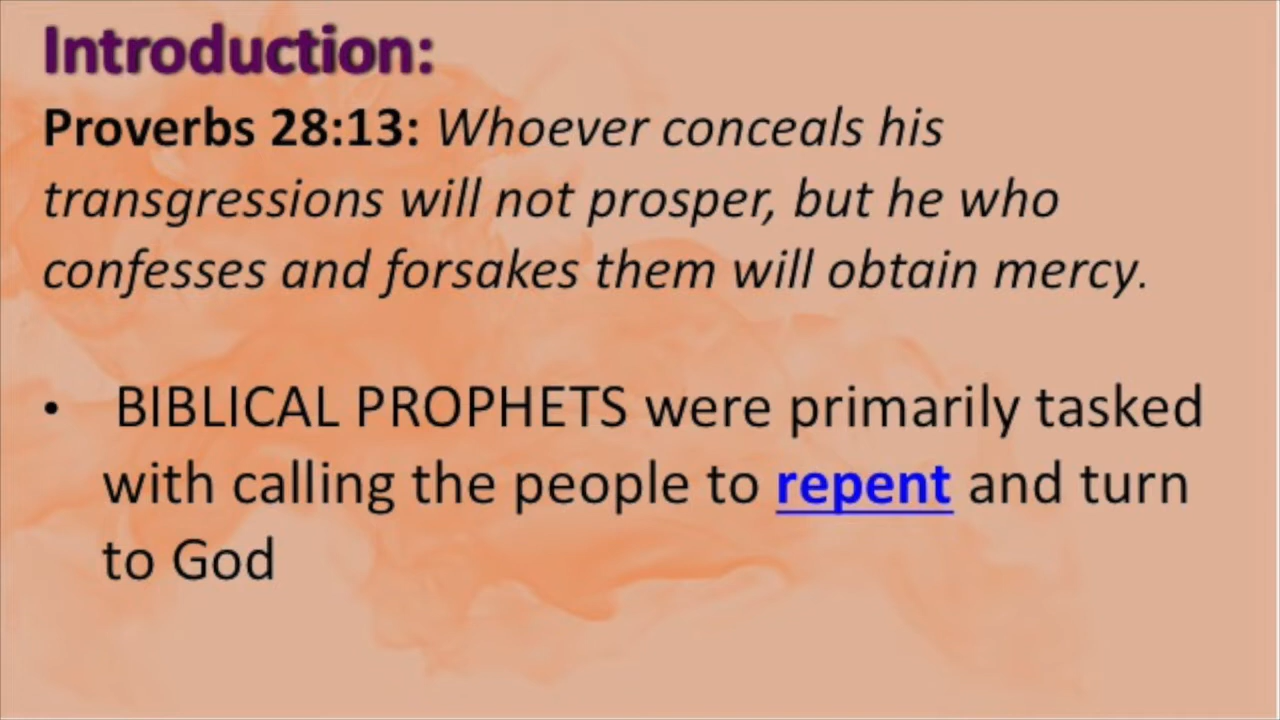 Introduction:
Proverbs 28:13: Whoever conceals his
transgressions will not prosper, but he who
confesses and forsakes them will obtain mercy.
• BIBLICAL PROPHETS were primarily tasked
with calling the people to repent and turn
to God